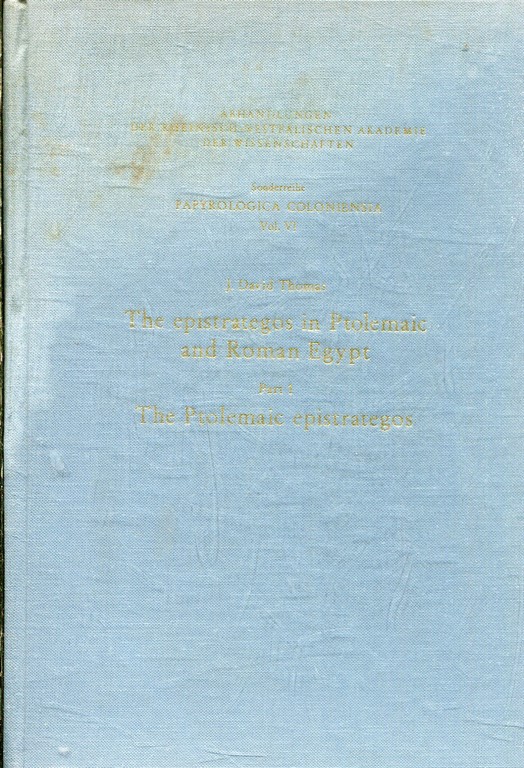 ABHANDLUNGEN
DER RHEINISCH-WESTFÄLISCHEN AKADEMIE
DER WISSENSCHAFTEN
Sonderreihe
PAPYROLOGICA COLONIENSIA
Vol. VI
J. David Thomas
The epistrategos in Ptolemaic
and Roman Egypt
Part 1
The Ptolemaic epistrategos